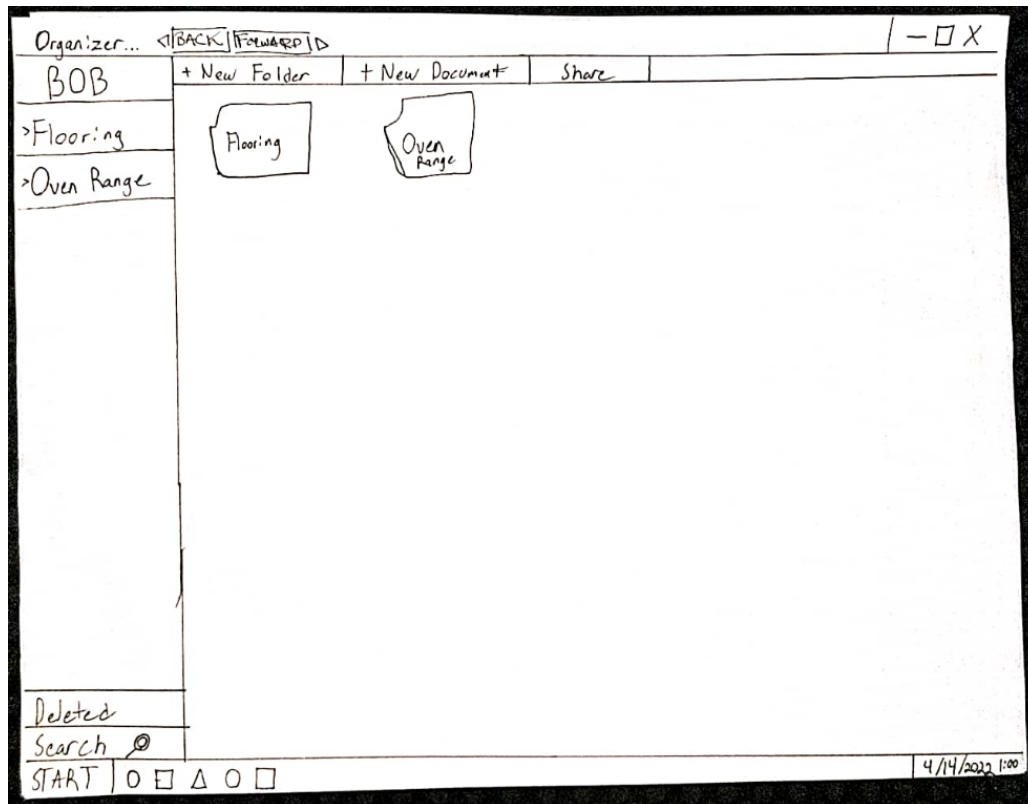 Organizer... BACK FORWARD
BOB
+ New Folder + New Document Share
>Flooring
>Oven Range
Flooring
Oven
Range
Deleted
Search
START
4/14/2022 1:00